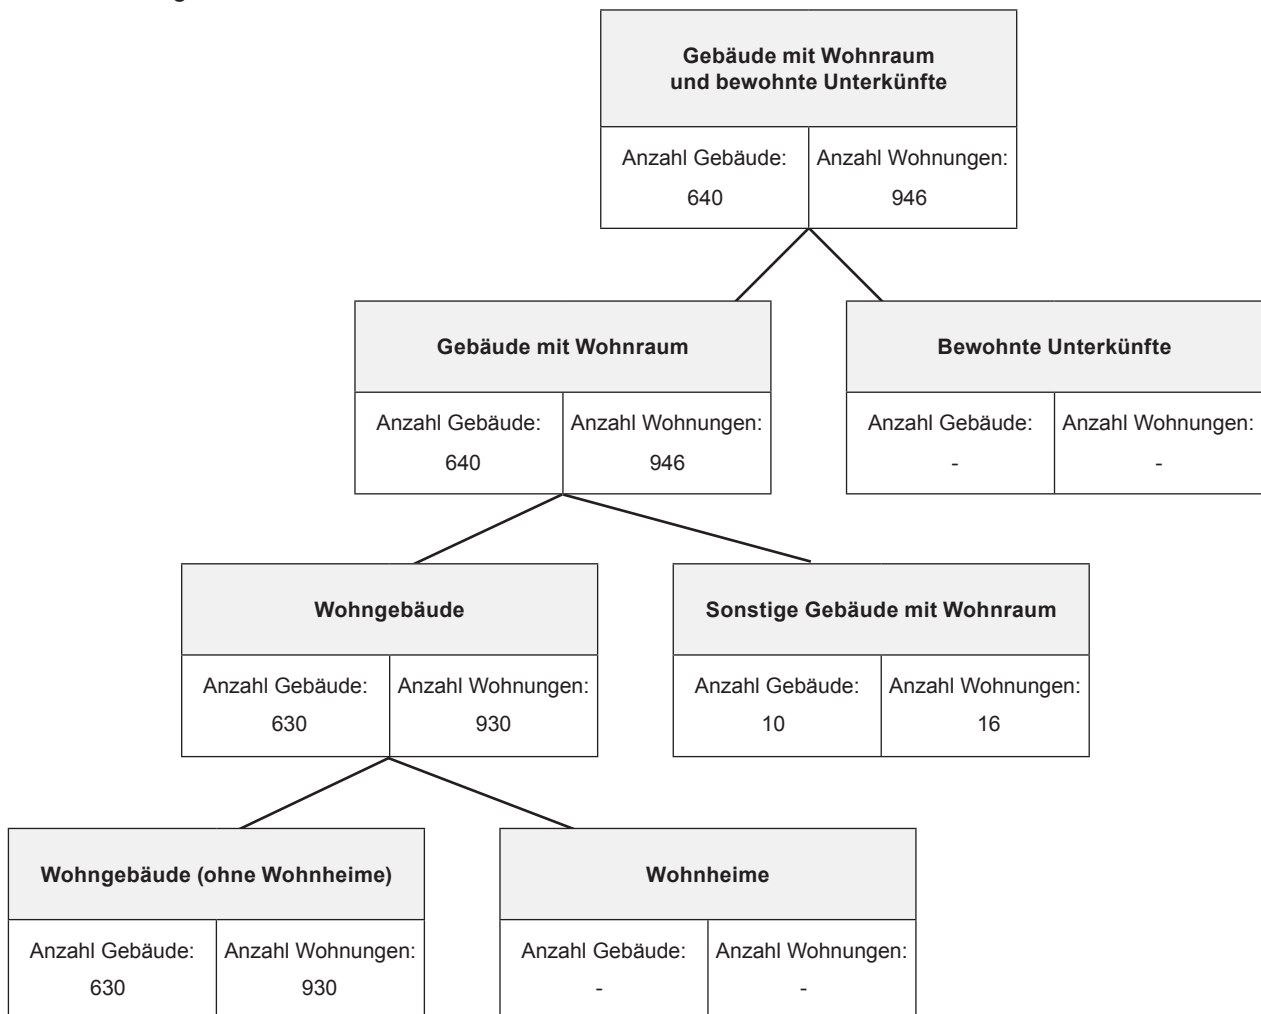 Gebäude mit Wohnraum
und bewohnte Unterkünfte
Anzahl Gebäude: Anzahl Wohnungen:
640 946
Gebäude mit Wohnraum
Anzahl Gebäude: Anzahl Wohnungen:
640 946
Bewohnte Unterkünfte
Anzahl Gebäude: Anzahl Wohnungen:
- -
Wohngebäude
Anzahl Gebäude: Anzahl Wohnungen:
630 930
Sonstige Gebäude mit Wohnraum
Anzahl Gebäude: Anzahl Wohnungen:
10 16
Wohngebäude (ohne Wohnheime)
Anzahl Gebäude: Anzahl Wohnungen:
630 930
Wohnheime
Anzahl Gebäude: Anzahl Wohnungen:
- -